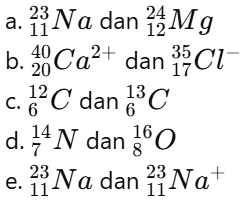 a. ²³₁₁Na dan ²⁴₁₂Mg
b. ⁴⁰₂₀Ca²⁺ dan ³⁵₁₇Cl⁻
c. ¹²₆C dan ¹³₆C
d. ¹⁴₇N dan ¹⁶₈O
e. ²³₁₁Na dan ²³₁₁Na⁺